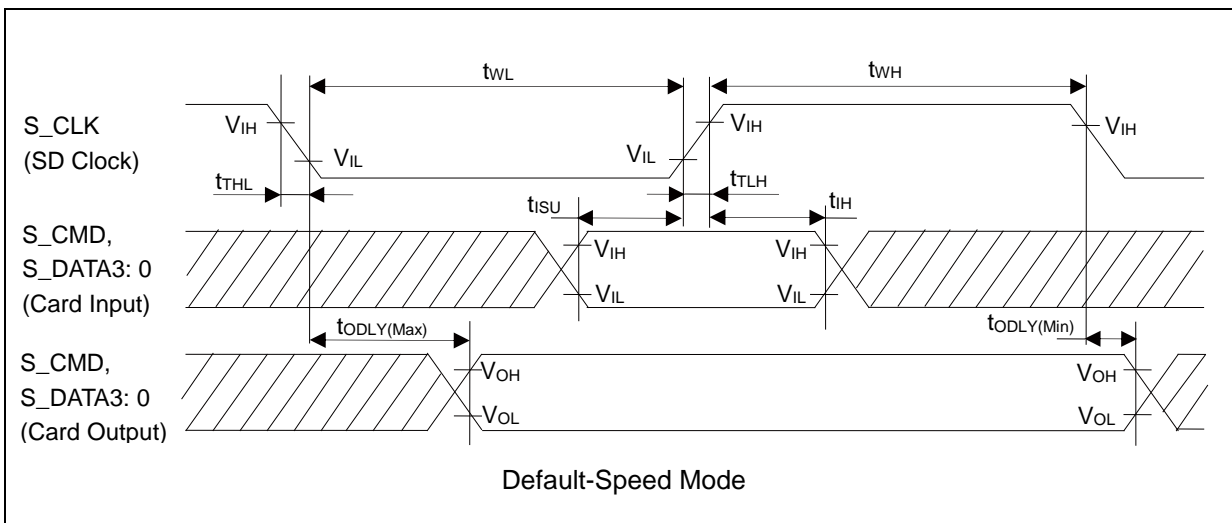 tWL
tWH
S_CLK
(SD Clock)
VIH
VIL
VIL
VIH
VIH
tTHL
tTLH
tISU
tIH
S_CMD,
S_DATA3: 0
(Card Input)
VIH
VIL
VIH
VIL
tODLY(Max)
tODLY(Min)
S_CMD,
S_DATA3: 0
(Card Output)
VOH
VOL
VOH
VOL
Default-Speed Mode